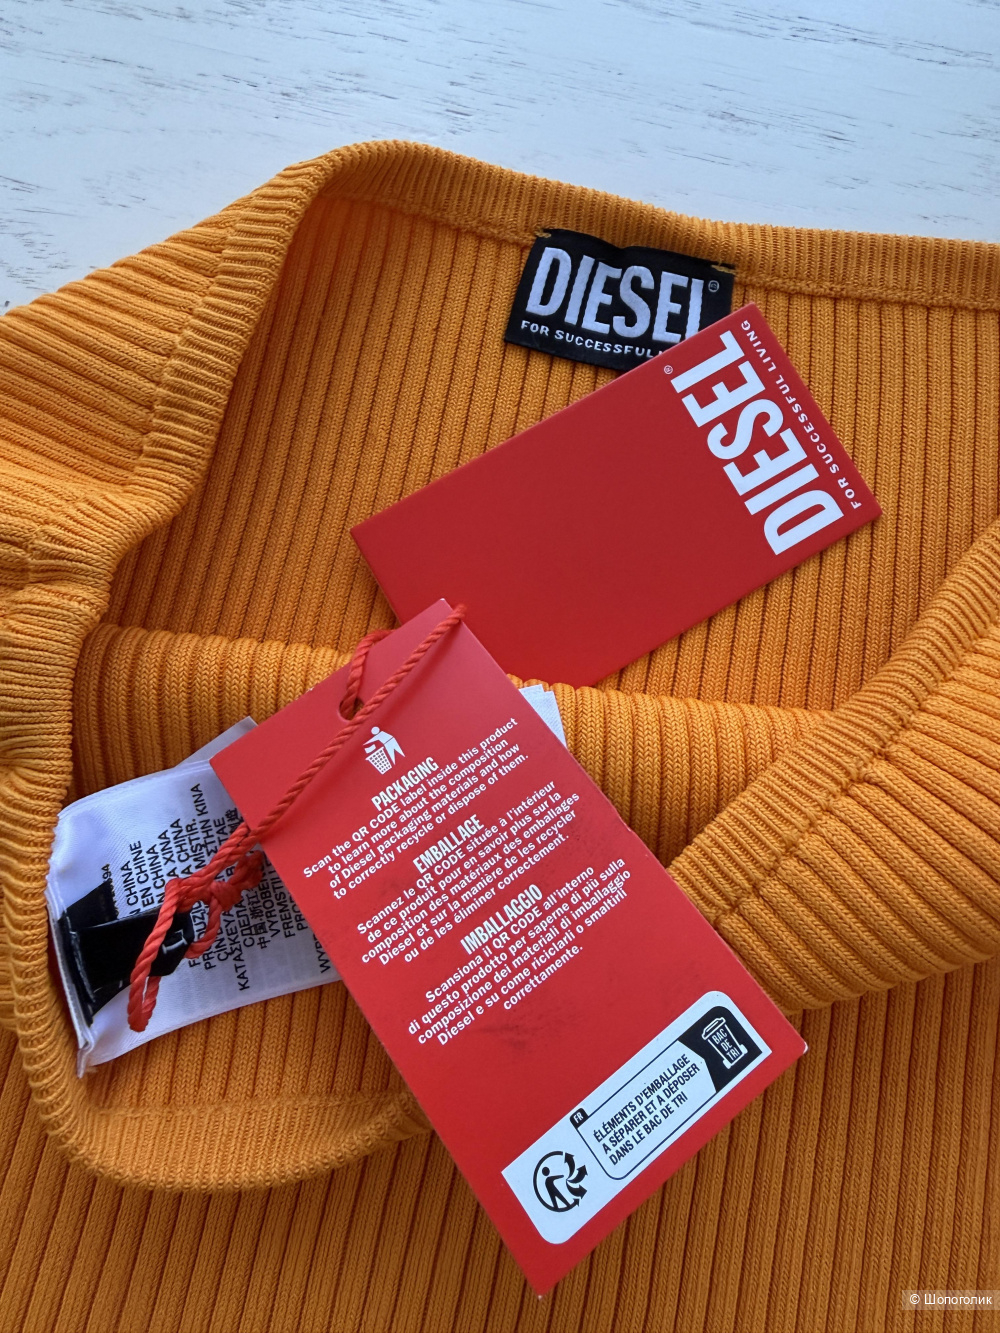 DIESEL
FOR SUCCESSFUL
DIESEL®
FOR SUCCESSFUL LIVING
PACKAGING
Scan the QR CODE label inside this product
to learn more about the composition
of Diesel packaging materials and how
to correctly recycle or dispose of them.
EMBALLAGE
Scannez le QR CODE située à l'intérieur
de ce produit pour en savoir plus sur la
composition des matériaux des emballages
Diesel et sur la manière de les recycler
ou de les éliminer correctement.
IMBALLAGGIO
Scansiona il QR CODE all'interno
di questo prodotto per saperne di più sulla
composizione dei materiali di imballaggio
Diesel e su come riciclarli o smaltirli
correttamente.
FR
ÉLÉMENTS D'EMBALLAGE
A SÉPARER ET A DÉPOSER
DANS LE BAC DE TRI
BAC
DE
TRI
CHINA
EN CHINE
CHINA
CHINA
KINA
中国
© Шопоголик